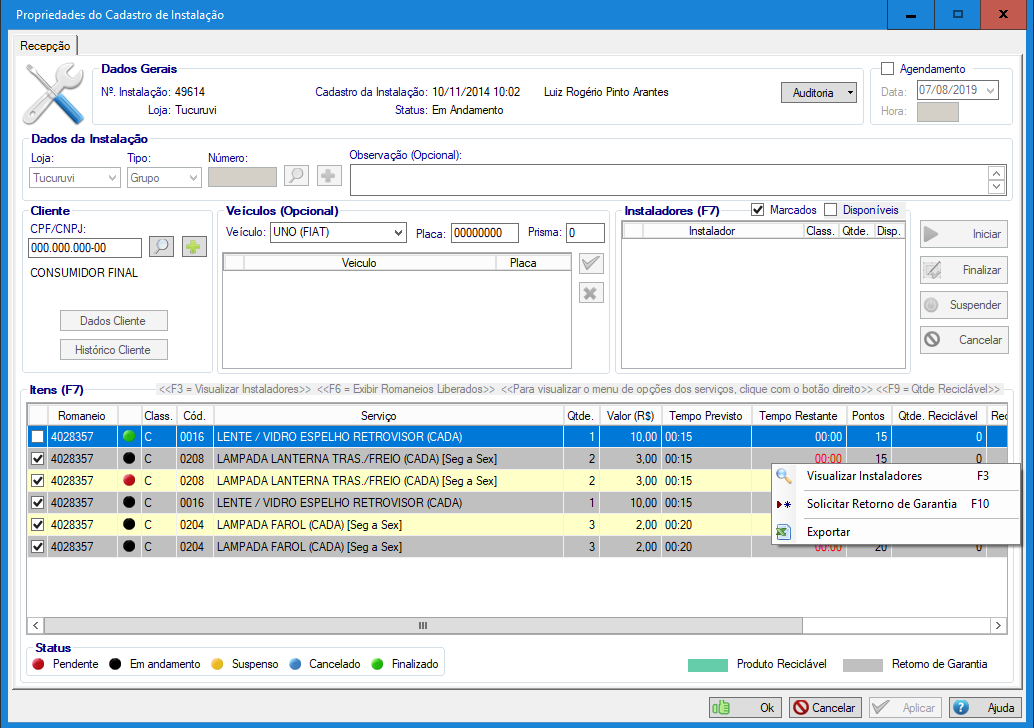 Propriedades do Cadastro de Instalação
Recepção
Dados Gerais
Nº. Instalação: 49614
Cadastro da Instalação: 10/11/2014 10:02
Luiz Rogério Pinto Arantes
Loja: Tucuruvi
Status: Em Andamento
Auditoria
Agendamento
Data: 07/08/2019
Hora:
Dados da Instalação
Loja:
Tipo:
Número:
Observação (Opcional):
Tucuruvi
Grupo
Cliente
CPF/CNPJ:
000.000.000-00
CONSUMIDOR FINAL
Dados Cliente
Histórico Cliente
Veículos (Opcional)
Veículo: UNO (FIAT)
Placa: 00000000
Prisma: 0
Veiculo Placa
Instaladores (F7)
Marcados
Disponíveis
Instalador Class. Qtde. Disp.
Iniciar
Finalizar
Suspender
Cancelar
Itens (F7)
<<F3 = Visualizar Instaladores>> <<F6 = Exibir Romaneios Liberados>> <<Para visualizar o menu de opções dos serviços, clique com o botão direito>> <<F9 = Qtde Reciclável>>
Romaneio Class. Cód. Serviço Qtde. Valor (R$) Tempo Previsto Tempo Restante Pontos Qtde. Reciclável Rec
4028357 C 0016 LENTE / VIDRO ESPELHO RETROVISOR (CADA) 1 10,00 00:15 00:00 15 0
4028357 C 0208 LAMPADA LANTERNA TRAS./FREIO (CADA) [Seg a Sex] 2 3,00 00:15 00:00 15 0
4028357 C 0208 LAMPADA LANTERNA TRAS./FREIO (CADA) [Seg a Sex] 2 3,00 00:15
4028357 C 0016 LENTE / VIDRO ESPELHO RETROVISOR (CADA) 1 10,00 00:15
4028357 C 0204 LAMPADA FAROL (CADA) [Seg a Sex] 3 2,00 00:20
4028357 C 0204 LAMPADA FAROL (CADA) [Seg a Sex] 3 2,00 00:20 00:00 20 0
Visualizar Instaladores F3
Solicitar Retorno de Garantia F10
Exportar
Status
Pendente Em andamento Suspenso Cancelado Finalizado
Produto Reciclável
Retorno de Garantia
Ok
Cancelar
Aplicar
Ajuda